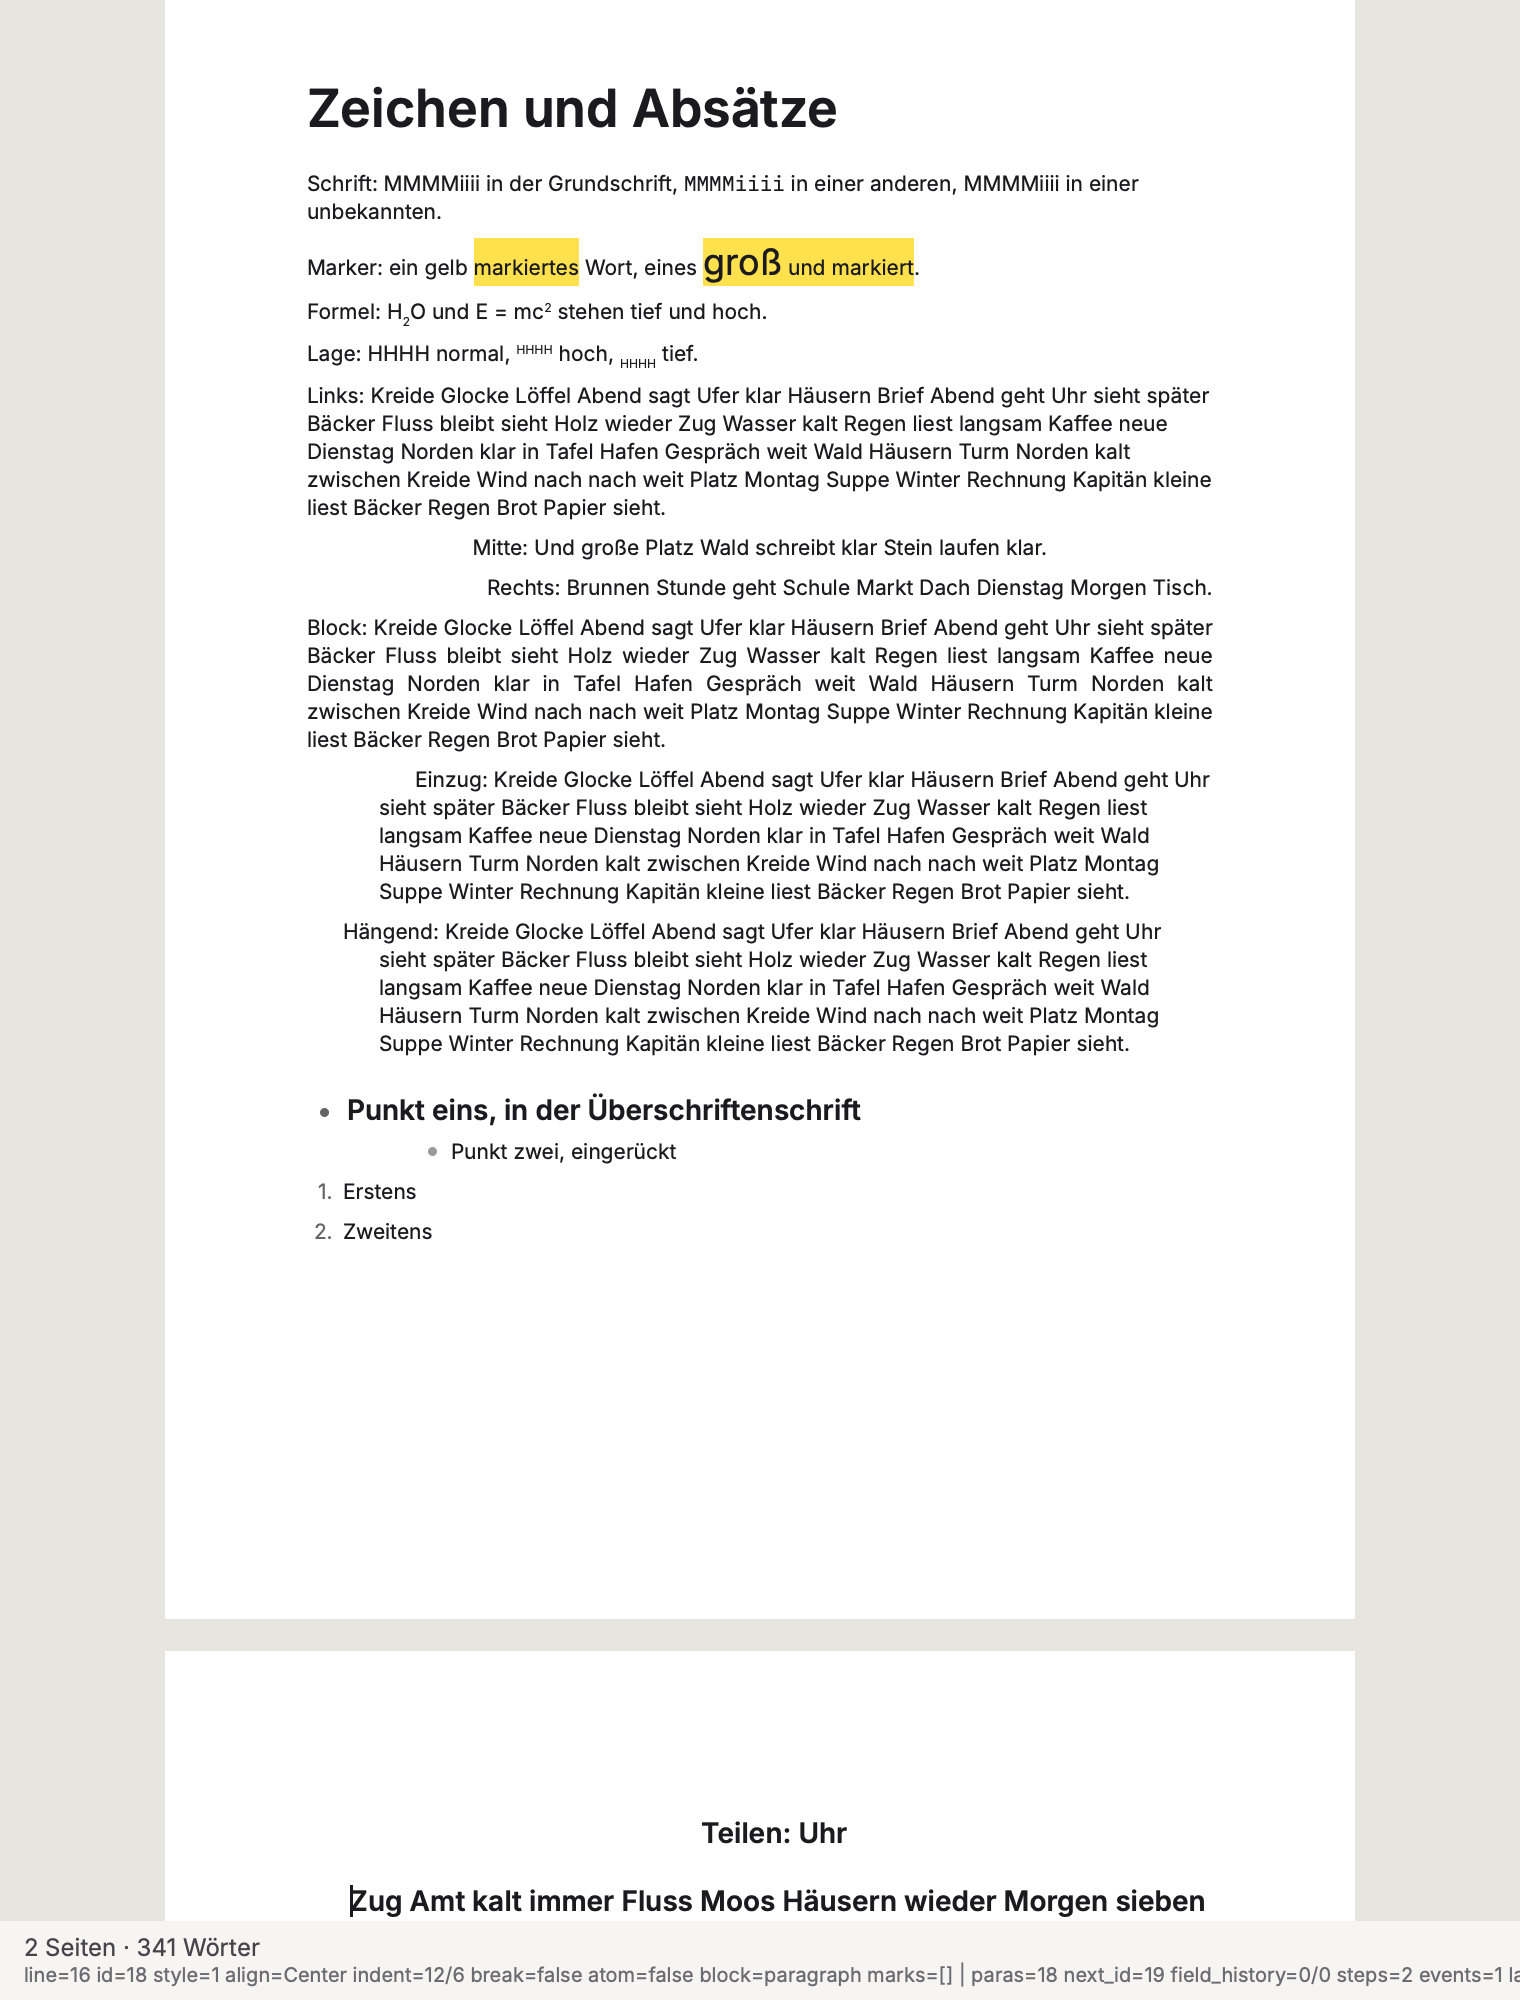 Zeichen und Absätze
Schrift: MMMMiiii in der Grundschrift, MMMMiiii in einer anderen, MMMMiiii in einer
unbekannten.
Marker: ein gelb markiertes Wort, eines groß und markiert.
Formel: H₂O und E = mc² stehen tief und hoch.
Lage: HHHH normal, HHHH hoch, HHHH tief.
Links: Kreide Glocke Löffel Abend sagt Ufer klar Häusern Brief Abend geht Uhr sieht später
Bäcker Fluss bleibt sieht Holz wieder Zug Wasser kalt Regen liest langsam Kaffee neue
Dienstag Norden klar in Tafel Hafen Gespräch weit Wald Häusern Turm Norden kalt
zwischen Kreide Wind nach nach weit Platz Montag Suppe Winter Rechnung Kapitän kleine
liest Bäcker Regen Brot Papier sieht.
Mitte: Und große Platz Wald schreibt klar Stein laufen klar.
Rechts: Brunnen Stunde geht Schule Markt Dach Dienstag Morgen Tisch.
Block: Kreide Glocke Löffel Abend sagt Ufer klar Häusern Brief Abend geht Uhr sieht später
Bäcker Fluss bleibt sieht Holz wieder Zug Wasser kalt Regen liest langsam Kaffee neue
Dienstag Norden klar in Tafel Hafen Gespräch weit Wald Häusern Turm Norden kalt
zwischen Kreide Wind nach nach weit Platz Montag Suppe Winter Rechnung Kapitän kleine
liest Bäcker Regen Brot Papier sieht.
Einzug: Kreide Glocke Löffel Abend sagt Ufer klar Häusern Brief Abend geht Uhr
sieht später Bäcker Fluss bleibt sieht Holz wieder Zug Wasser kalt Regen liest
langsam Kaffee neue Dienstag Norden klar in Tafel Hafen Gespräch weit Wald
Häusern Turm Norden kalt zwischen Kreide Wind nach nach weit Platz Montag
Suppe Winter Rechnung Kapitän kleine liest Bäcker Regen Brot Papier sieht.
Hängend: Kreide Glocke Löffel Abend sagt Ufer klar Häusern Brief Abend geht Uhr
sieht später Bäcker Fluss bleibt sieht Holz wieder Zug Wasser kalt Regen liest
langsam Kaffee neue Dienstag Norden klar in Tafel Hafen Gespräch weit Wald
Häusern Turm Norden kalt zwischen Kreide Wind nach nach weit Platz Montag
Suppe Winter Rechnung Kapitän kleine liest Bäcker Regen Brot Papier sieht.
• Punkt eins, in der Überschriftenschrift
• Punkt zwei, eingerückt
1. Erstens
2. Zweitens
Teilen: Uhr
Zug Amt kalt immer Fluss Moos Häusern wieder Morgen sieben
2 Seiten · 341 Wörter
line=16 id=18 style=1 align=Center indent=12/6 break=false atom=false block=paragraph marks=[] | paras=18 next_id=19 field_history=0/0 steps=2 events=1